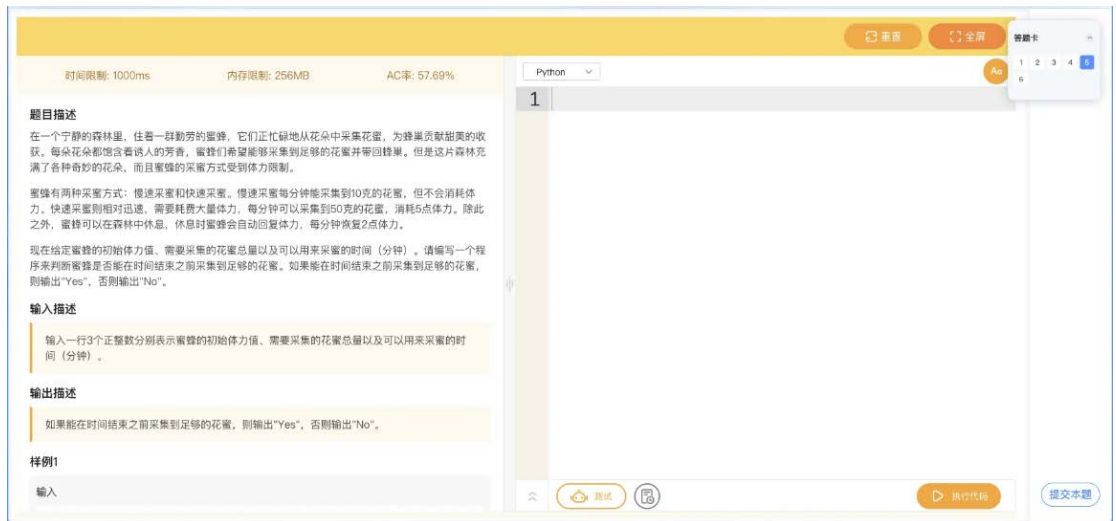 重置
全屏
答题卡
1 2 3 4 5
6
时间限制: 1000ms
内存限制: 256MB
AC率: 57.69%
Python
Aa
1
题目描述
在一个宁静的森林里，住着一群勤劳的蜜蜂，它们正忙碌地从花朵中采集花蜜，为蜂巢贡献甜美的收
获。每朵花都饱含着诱人的芳香，蜜蜂们希望能够采集到足够的花蜜并带回蜂巢。但是这片森林充
满了各种奇妙的花朵，而且蜜蜂的采蜜方式受到体力限制。
蜜蜂有两种采蜜方式：慢速采蜜和快速采蜜。慢速采蜜每分钟能采集到10克的花蜜，但不会消耗体
力。快速采蜜则相对迅速，需要耗费大量体力，每分钟可以采集到50克的花蜜，消耗5点体力。除此
之外，蜜蜂可以在森林中休息，休息时蜜蜂会自动回复体力，每分钟恢复2点体力。
现在给定蜜蜂的初始体力值、需要采集的花蜜总量以及可以用来采蜜的时间（分钟）。请编写一个程
序来判断蜜蜂是否能在时间结束之前采集到足够的花蜜。如果能在时间结束之前采集到足够的花蜜，
则输出"Yes"，否则输出"No"。
输入描述
输入一行3个正整数分别表示蜜蜂的初始体力值、需要采集的花蜜总量以及可以用来采蜜的时
间（分钟）。
输出描述
如果能在时间结束之前采集到足够的花蜜，则输出"Yes"，否则输出"No"。
样例1
输入
执行代码
提交本题